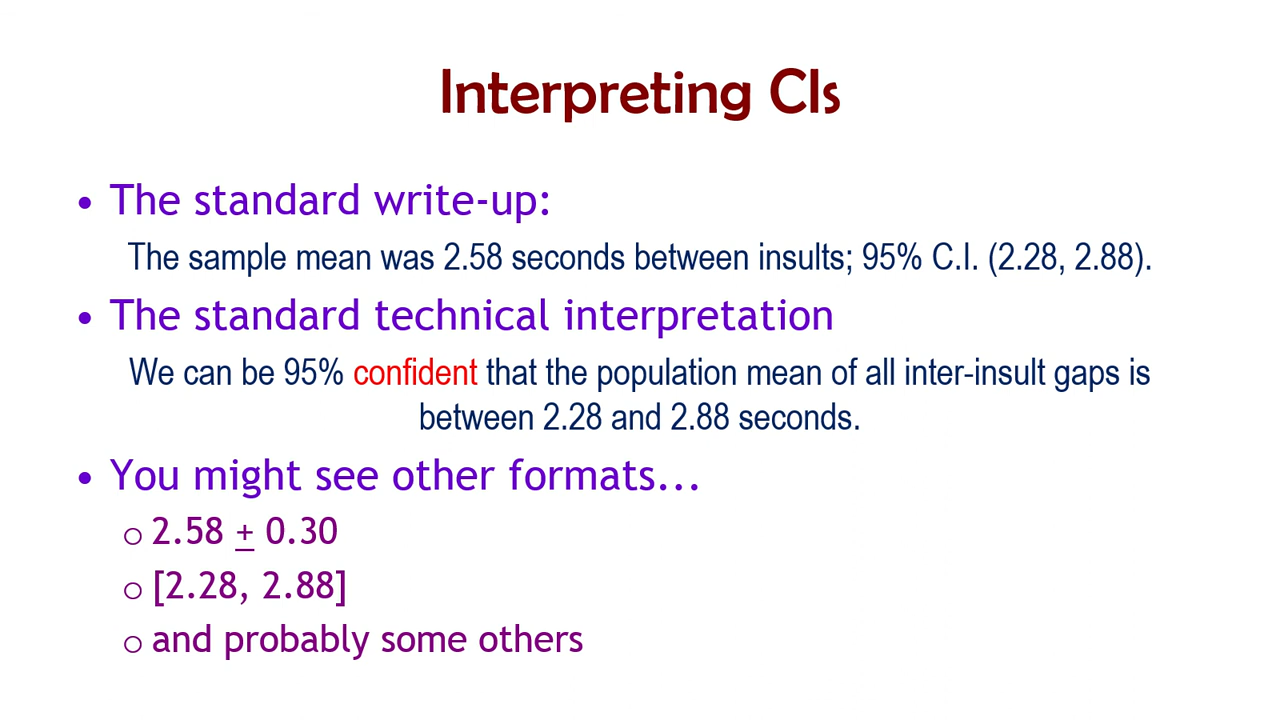 Interpreting CIs
• The standard write-up:
The sample mean was 2.58 seconds between insults; 95% C.I. (2.28, 2.88).
• The standard technical interpretation
We can be 95% confident that the population mean of all inter-insult gaps is
between 2.28 and 2.88 seconds.
• You might see other formats...
o 2.58 ± 0.30
o [2.28, 2.88]
o and probably some others